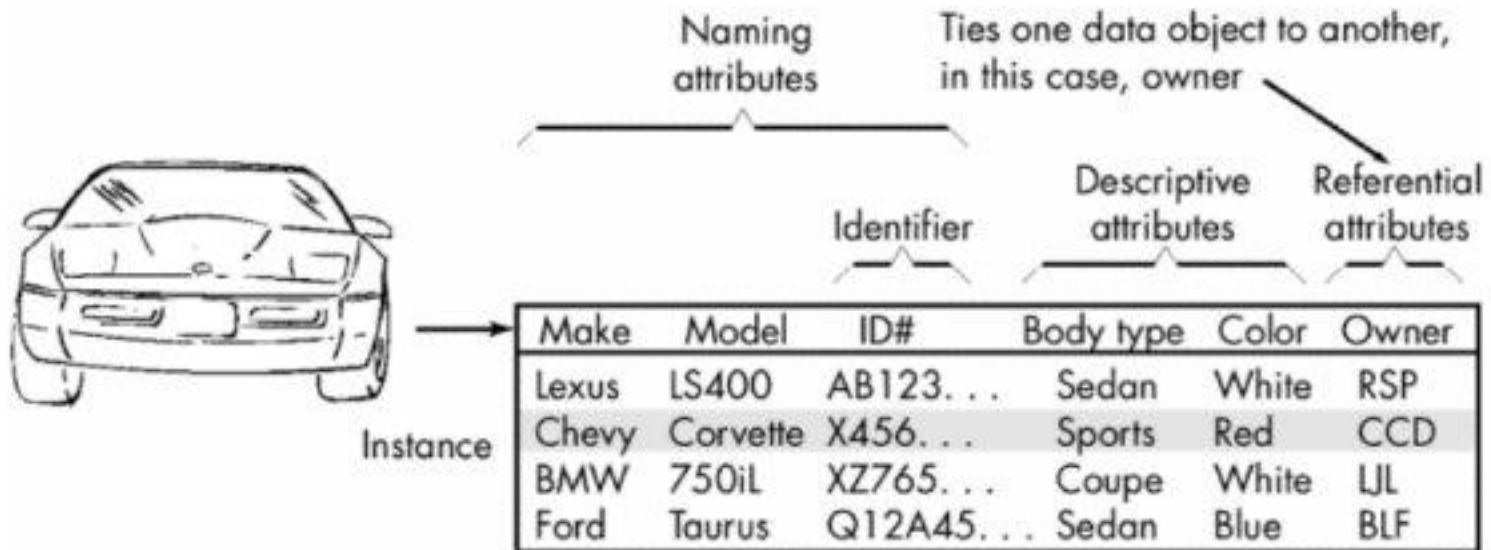 Naming
attributes
Ties one data object to another,
in this case, owner
Identifier
Descriptive
attributes
Referential
attributes
Make Model ID# Body type Color Owner
Lexus LS400 AB123. . . Sedan White RSP
Chevy Corvette X456. . . Sports Red CCD
Instance
BMW 750iL XZ765. . . Coupe White LJL
Ford Taurus Q12A45. . . Sedan Blue BLF